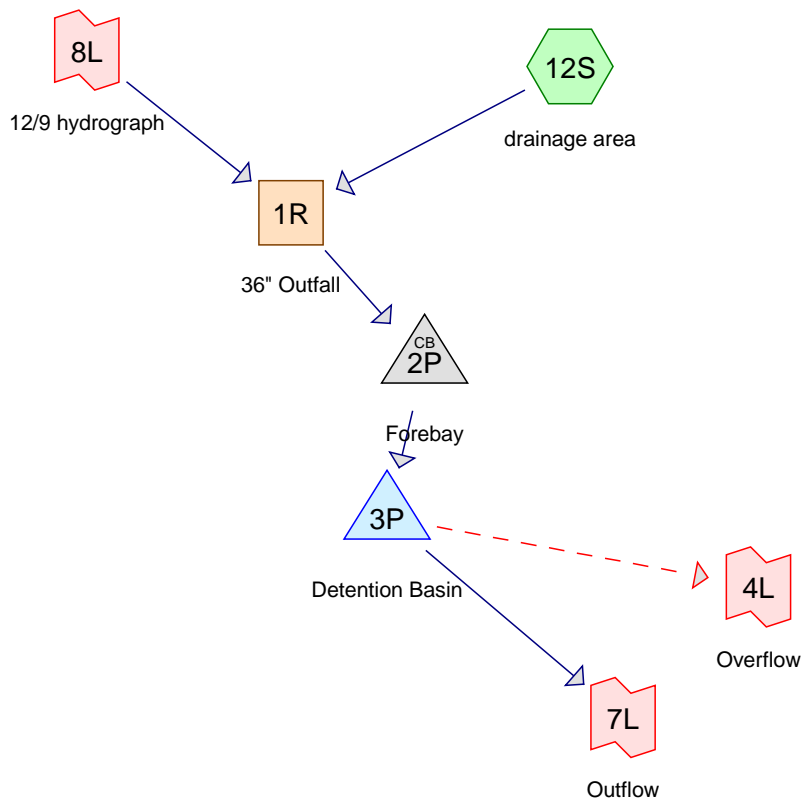 8L
12/9 hydrograph
12S
drainage area
1R
36" Outfall
CB
2P
Forebay
3P
Detention Basin
4L
Overflow
7L
Outflow